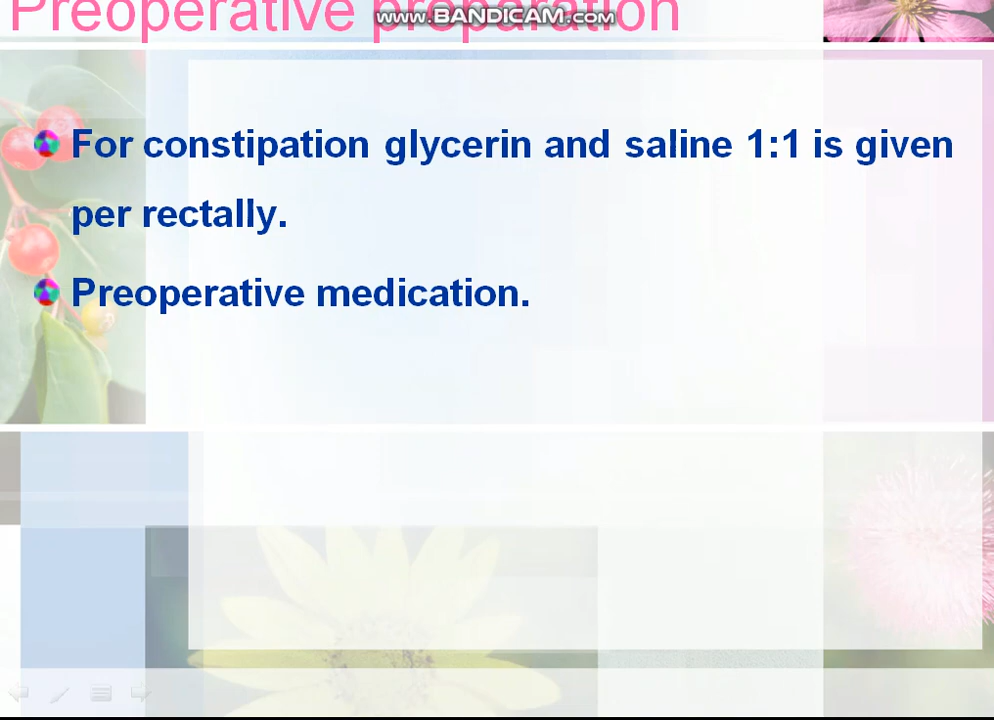 Preoperative preparation
www.BANDICAM.com
For constipation glycerin and saline 1:1 is given
per rectally.
Preoperative medication.